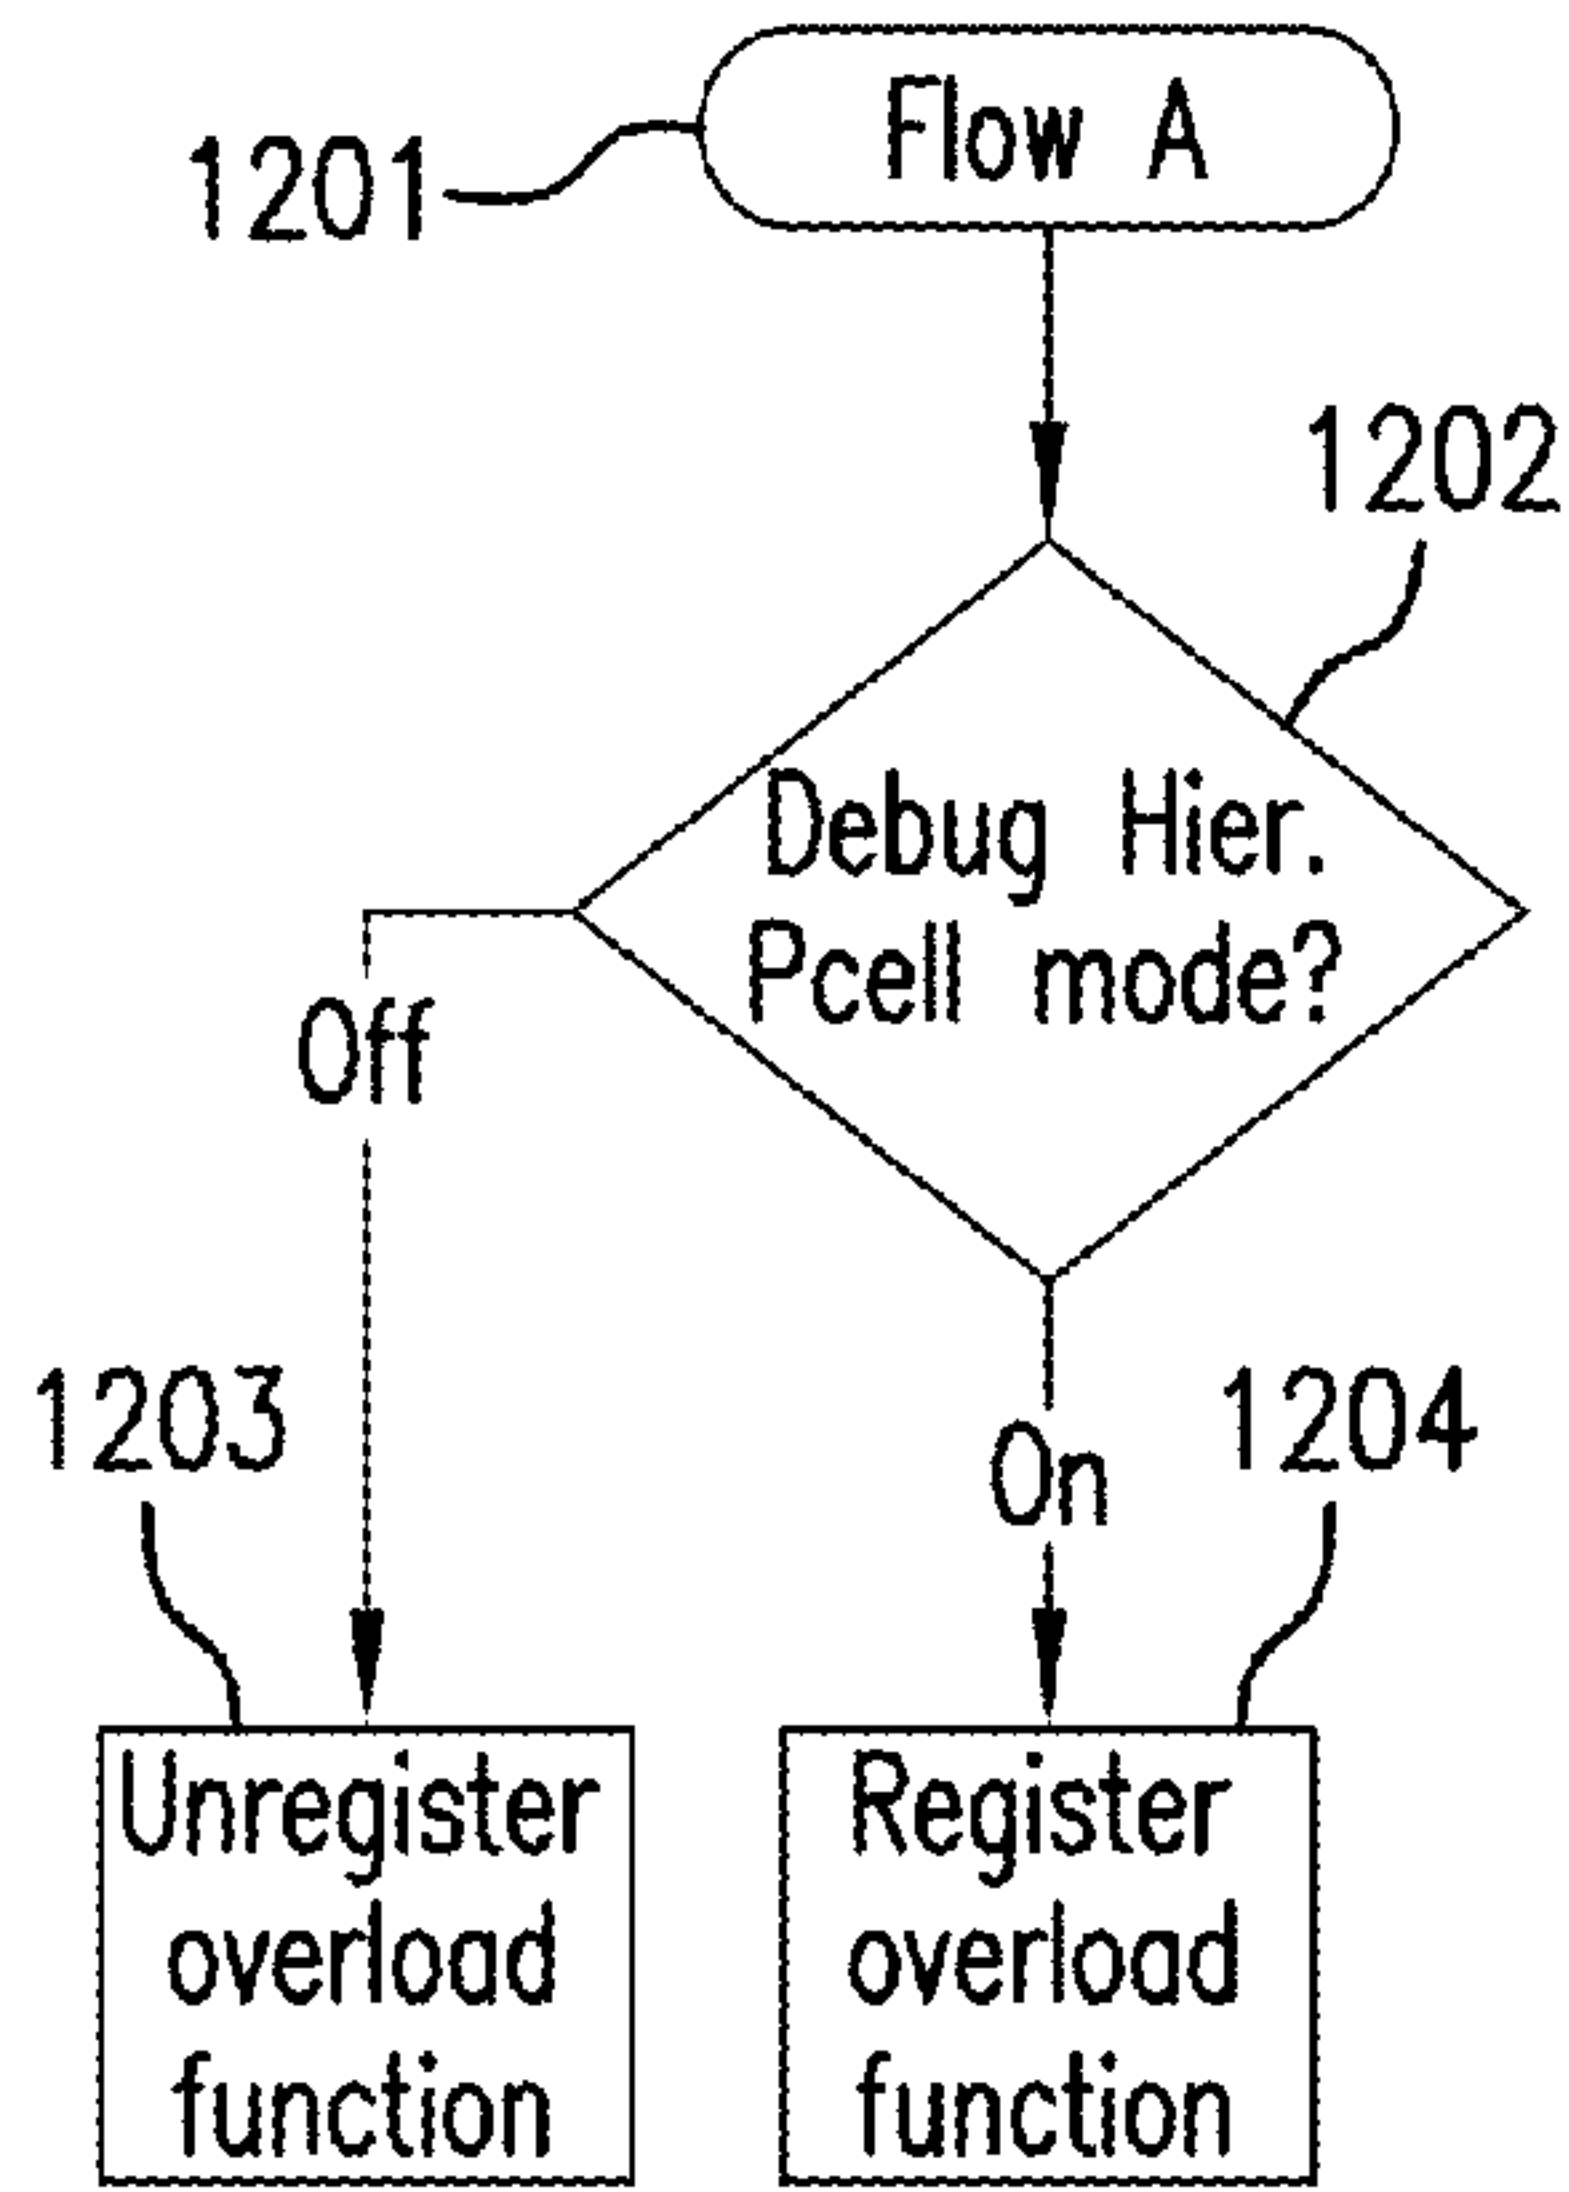 Flow A
1201
1202
Debug Hier.
Pcell mode?
Off
On
1203
1204
Unregister
overload
function
Register
overload
function